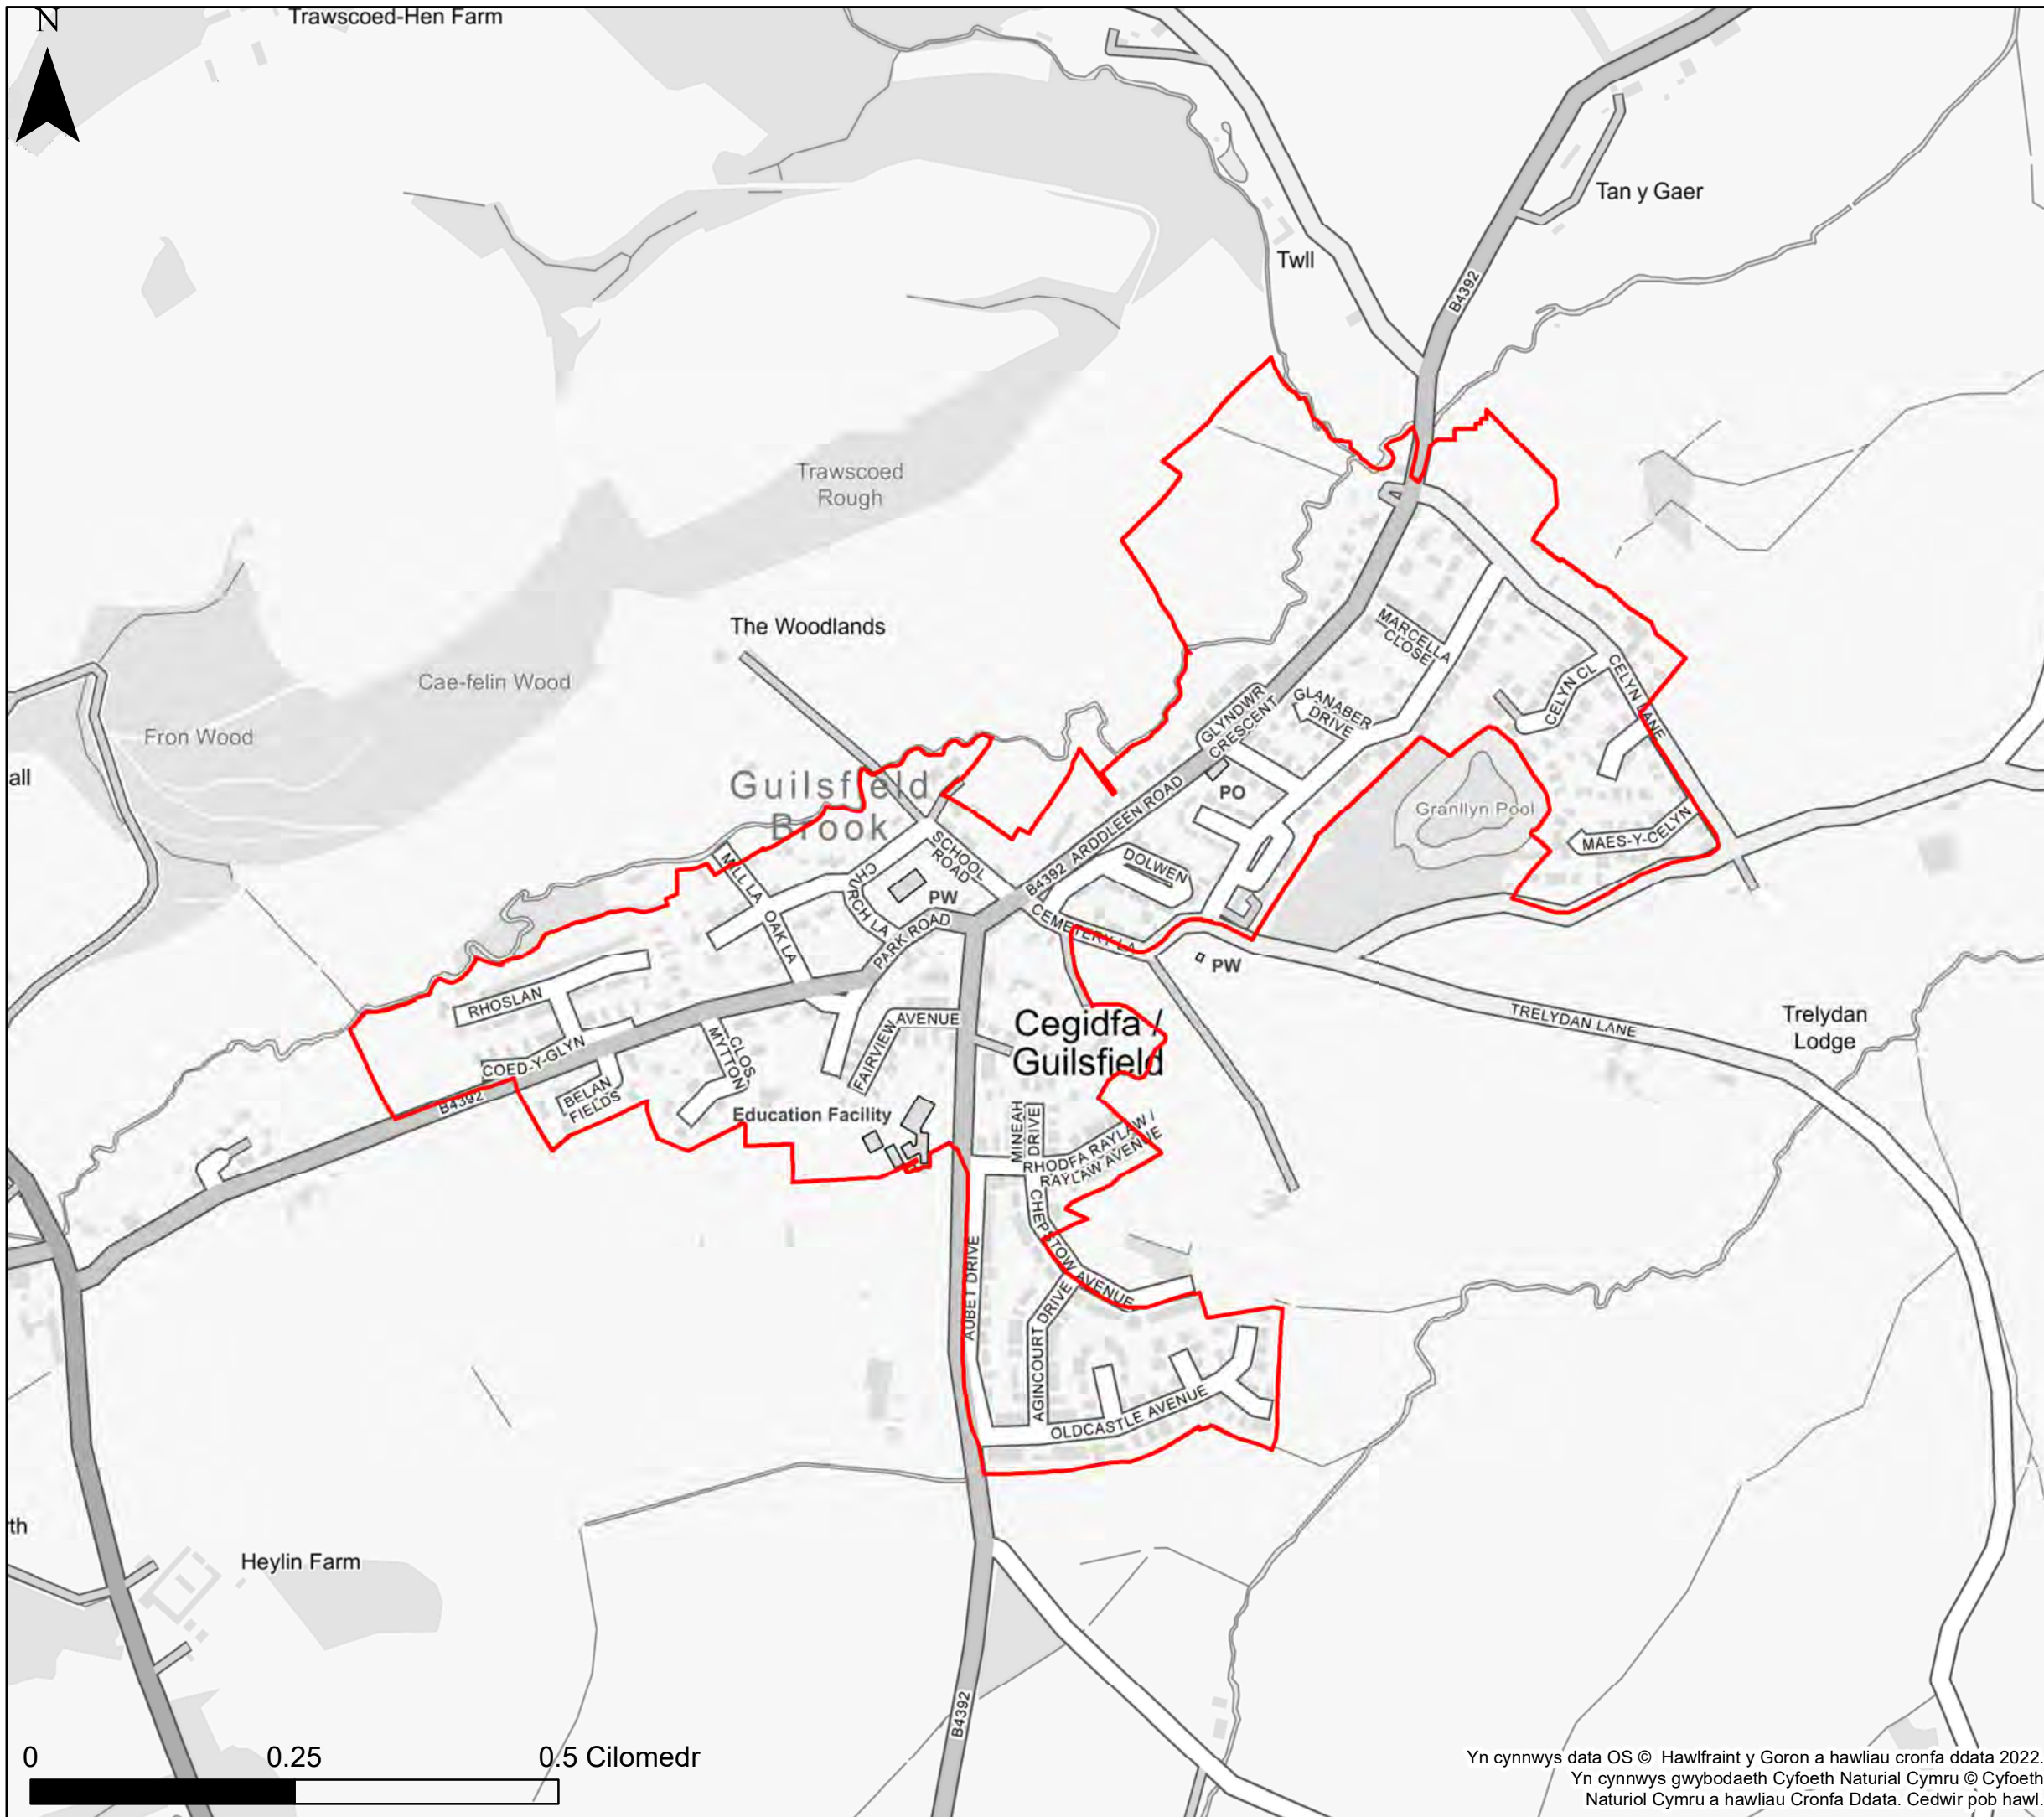 N
Trawscoed-Hen Farm
Tan y Gaer
Twll
B4392
Trawscoed
Rough
The Woodlands
Cae-felin Wood
Fron Wood
all
Guilsfield
Brook
MARCELLA
CLOSE
CELYN CL
CELYN LANE
GLYNDWR
CRESCENT
GLANABER
DRIVE
PO
Granllyn Pool
MAES-Y-CELYN
B4392 ARDDLEEN ROAD
SCHOOL
ROAD
DOLWEN
MILL LA
OAK LA
CHURCH LA
PW
PARK ROAD
CEMETERY LA
PW
RHOSLAN
COED-Y-GLYN
B4392
BELAN
FIELDS
CLOS
MYTTON
FAIRVIEW AVENUE
Cegidfa /
Guilsfield
TRELYDAN LANE
Trelydan
Lodge
Education Facility
MINEAH
DRIVE
RHODFA RAYLAW /
RAYLAW AVENUE
CHEPSTOW AVENUE
AUBET DRIVE
AGINCOURT DRIVE
OLDCASTLE AVENUE
th
Heylin Farm
B4392
0 0.25 0.5 Cilomedr
Yn cynnwys data OS © Hawlfraint y Goron a hawliau cronfa ddata 2022.
Yn cynnwys gwybodaeth Cyfoeth Naturial Cymru © Cyfoeth
Naturiol Cymru a hawliau Cronfa Ddata. Cedwir pob hawl.